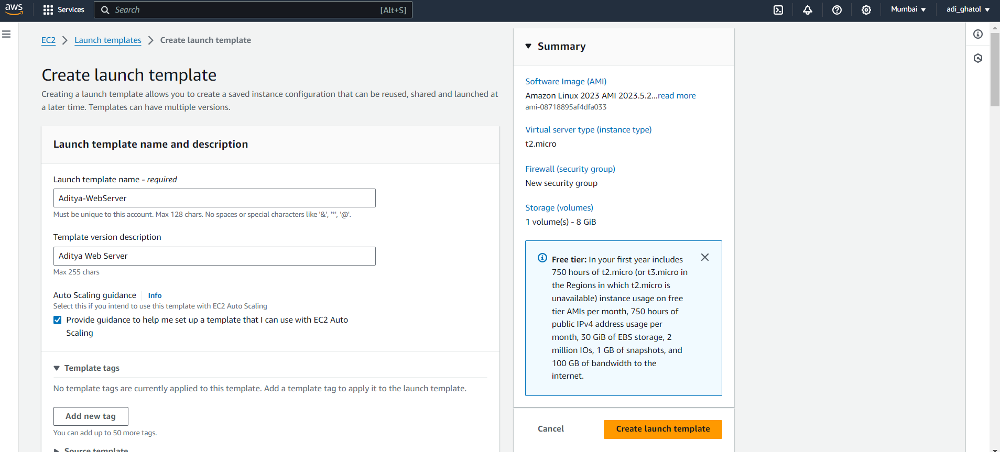 aws
Services
Search
[Alt+S]
Mumbai
adi_ghatol
EC2
Launch templates
Create launch template
Create launch template
Creating a launch template allows you to create a saved instance configuration that can be reused, shared and launched at
a later time. Templates can have multiple versions.
Launch template name and description
Launch template name - required
Aditya-WebServer
Must be unique to this account. Max 128 chars. No spaces or special characters like '&', '*', '@'.
Template version description
Aditya Web Server
Max 255 chars
Auto Scaling guidance
Info
Select this if you intend to use this template with EC2 Auto Scaling
Provide guidance to help me set up a template that I can use with EC2 Auto
Scaling
Template tags
No template tags are currently applied to this template. Add a template tag to apply it to the launch template.
Add new tag
You can add up to 50 more tags.
Source template
Summary
Software Image (AMI)
Amazon Linux 2023 AMI 2023.5.2...read more
ami-08718895af4dfa033
Virtual server type (instance type)
t2.micro
Firewall (security group)
New security group
Storage (volumes)
1 volume(s) - 8 GiB
Free tier: In your first year includes
750 hours of t2.micro (or t3.micro in
the Regions in which t2.micro is
unavailable) instance usage on free
tier AMIs per month, 750 hours of
public IPv4 address usage per
month, 30 GiB of EBS storage, 2
million IOs, 1 GB of snapshots, and
100 GB of bandwidth to the
internet.
Cancel
Create launch template